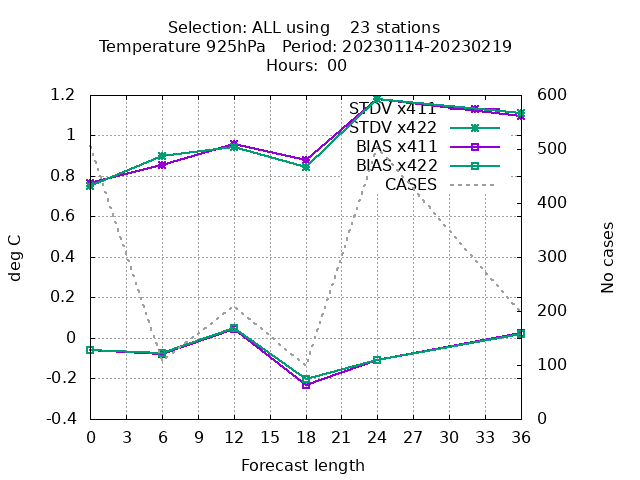 Selection: ALL using    23 stations
Temperature 925hPa   Period: 20230114-20230219
Hours:  00
STDV x411
STDV x422
BIAS x411
BIAS x422
CASES
1.2
1
0.8
0.6
0.4
0.2
0
-0.2
-0.4
deg C
600
500
400
300
200
100
0
No cases
0 3 6 9 12 15 18 21 24 27 30 33 36
Forecast length